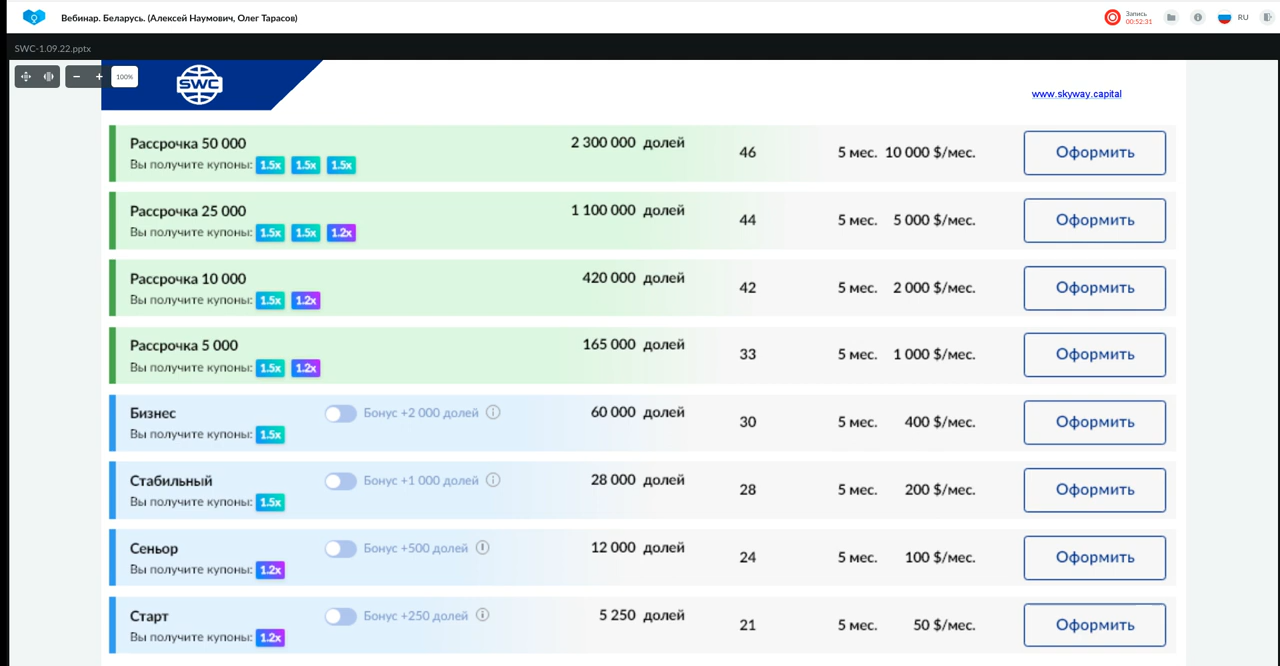 Вебинар. Беларусь. (Алексей Наумович, Олег Тарасов)
Запись
00:52:31
RU
SWC-1.09.22.pptx
100%
SWC
www.skyway.capital
Рассрочка 50 000
2 300 000 долей
46
5 мес. 10 000 $/мес.
Оформить
Вы получите купоны: 1.5x 1.5x 1.5x
Рассрочка 25 000
1 100 000 долей
44
5 мес. 5 000 $/мес.
Оформить
Вы получите купоны: 1.5x 1.5x 1.2x
Рассрочка 10 000
420 000 долей
42
5 мес. 2 000 $/мес.
Оформить
Вы получите купоны: 1.5x 1.2x
Рассрочка 5 000
165 000 долей
33
5 мес. 1 000 $/мес.
Оформить
Вы получите купоны: 1.5x 1.2x
Бизнес
Бонус +2 000 долей
60 000 долей
30
5 мес. 400 $/мес.
Оформить
Вы получите купоны: 1.5x
Стабильный
Бонус +1 000 долей
28 000 долей
28
5 мес. 200 $/мес.
Оформить
Вы получите купоны: 1.5x
Сеньор
Бонус +500 долей
12 000 долей
24
5 мес. 100 $/мес.
Оформить
Вы получите купоны: 1.2x
Старт
Бонус +250 долей
5 250 долей
21
5 мес. 50 $/мес.
Оформить
Вы получите купоны: 1.2x